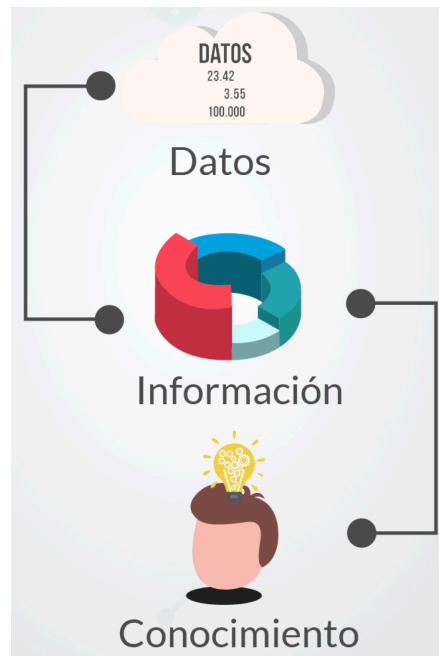 DATOS
23.42
3.55
100.000
Datos
Información
Conocimiento